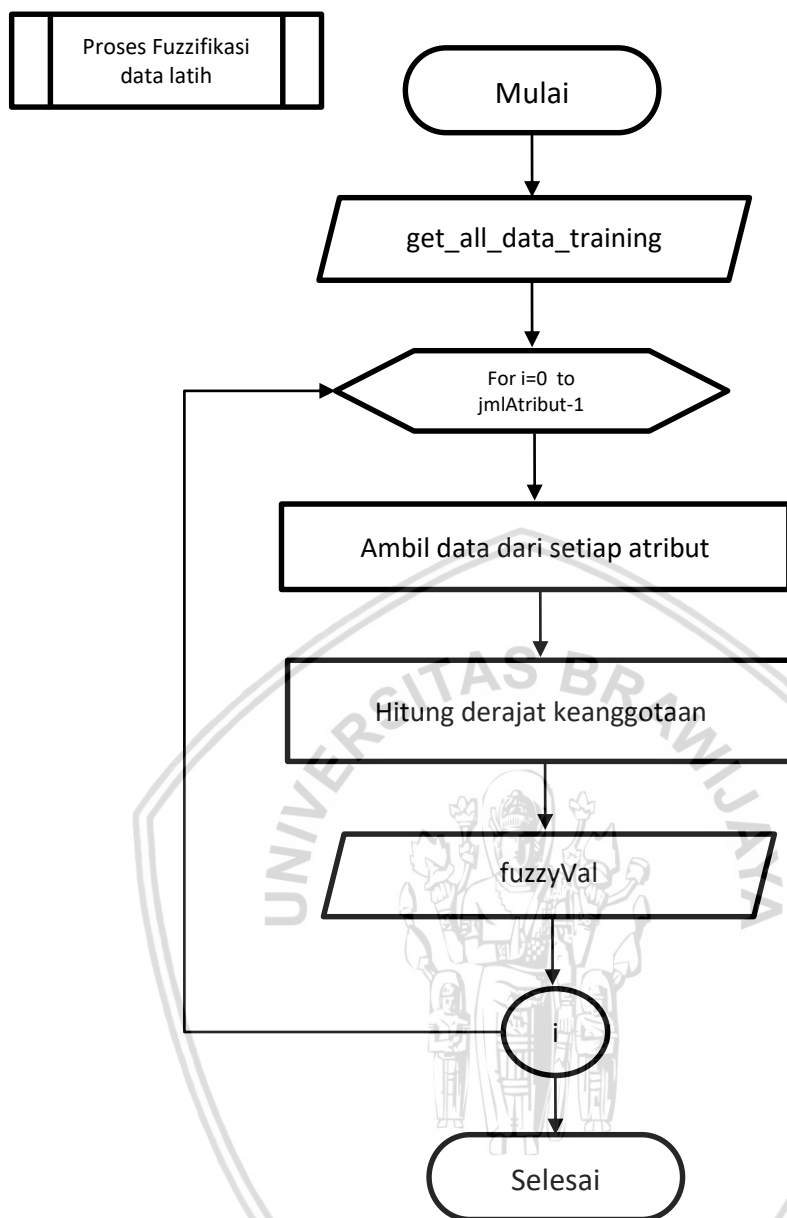 Proses Fuzzifikasi
data latih
Mulai
get_all_data_training
For i=0 to
jmlAtribut-1
Ambil data dari setiap atribut
Hitung derajat keanggotaan
fuzzyVal
i
Selesai
UNIVERSITAS BRAWIJAYA